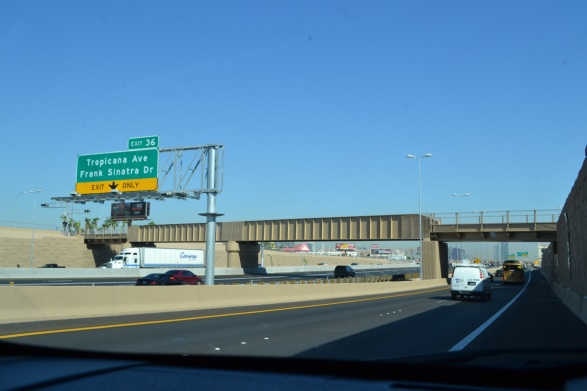 EXIT 36
Tropicana Ave
Frank Sinatra Dr
EXIT ONLY